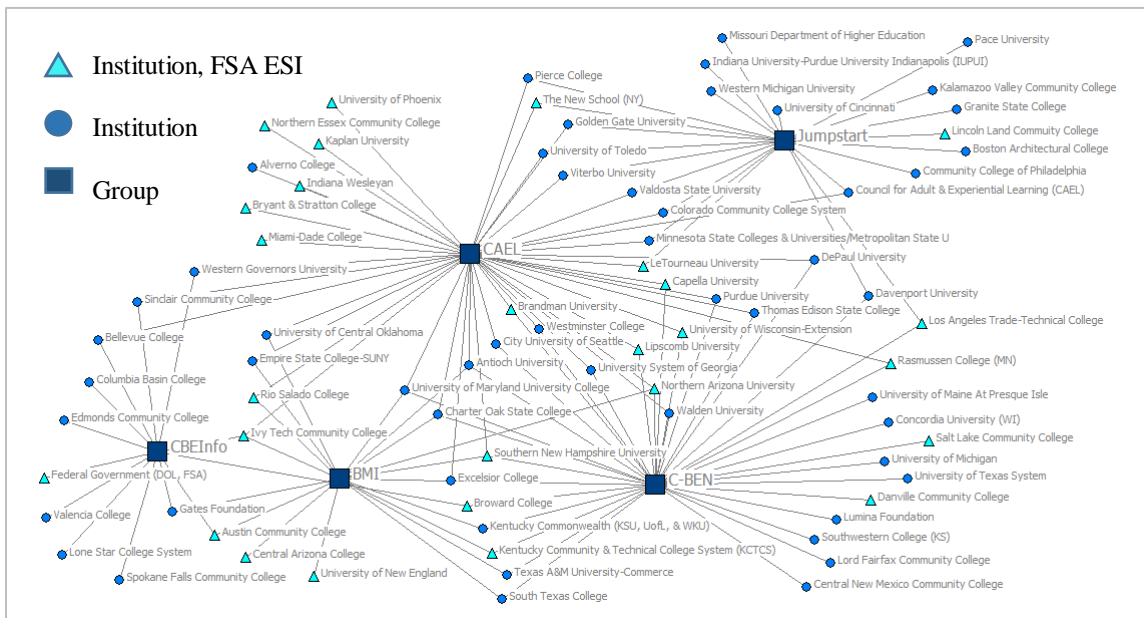 Institution, FSA ESI
Institution
Group
Missouri Department of Higher Education
Pace University
Indiana University-Purdue University Indianapolis (IUPUI)
Pierce College
Western Michigan University
Kalamazoo Valley Community College
University of Phoenix
The New School (NY)
University of Cincinnati
Granite State College
Northern Essex Community College
Golden Gate University
Jumpstart
Lincoln Land Commuity College
Kaplan University
University of Toledo
Boston Architectural College
Alverno College
Viterbo University
Community College of Philadelphia
Indiana Wesleyan
Valdosta State University
Council for Adult & Experiential Learning (CAEL)
Bryant & Stratton College
Colorado Community College System
Miami-Dade College
Minnesota State Colleges & Universities/Metropolitan State U
CAEL
DePaul University
LeTourneau University
Western Governors University
Capella University
Sinclair Community College
Purdue University
Davenport University
Brandman University
Thomas Edison State College
Los Angeles Trade-Technical College
Westminster College
University of Wisconsin-Extension
University of Central Oklahoma
Bellevue College
City University of Seattle
Lipscomb University
Empire State College-SUNY
Antioch University
University System of Georgia
Rasmussen College (MN)
Columbia Basin College
University of Maryland University College
Northern Arizona University
Rio Salado College
University of Maine At Presque Isle
Edmonds Community College
Charter Oak State College
Walden University
Concordia University (WI)
Ivy Tech Community College
Salt Lake Community College
CBEInfo
Southern New Hampshire University
University of Michigan
Federal Government (DOL, FSA)
BMI
Excelsior College
C-BEN
University of Texas System
Valencia College
Gates Foundation
Broward College
Danville Community College
Austin Community College
Kentucky Commonwealth (KSU, UofL, & WKU)
Lumina Foundation
Lone Star College System
Central Arizona College
Kentucky Community & Technical College System (KCTCS)
Southwestern College (KS)
Spokane Falls Community College
University of New England
Texas A&M University-Commerce
Lord Fairfax Community College
South Texas College
Central New Mexico Community College